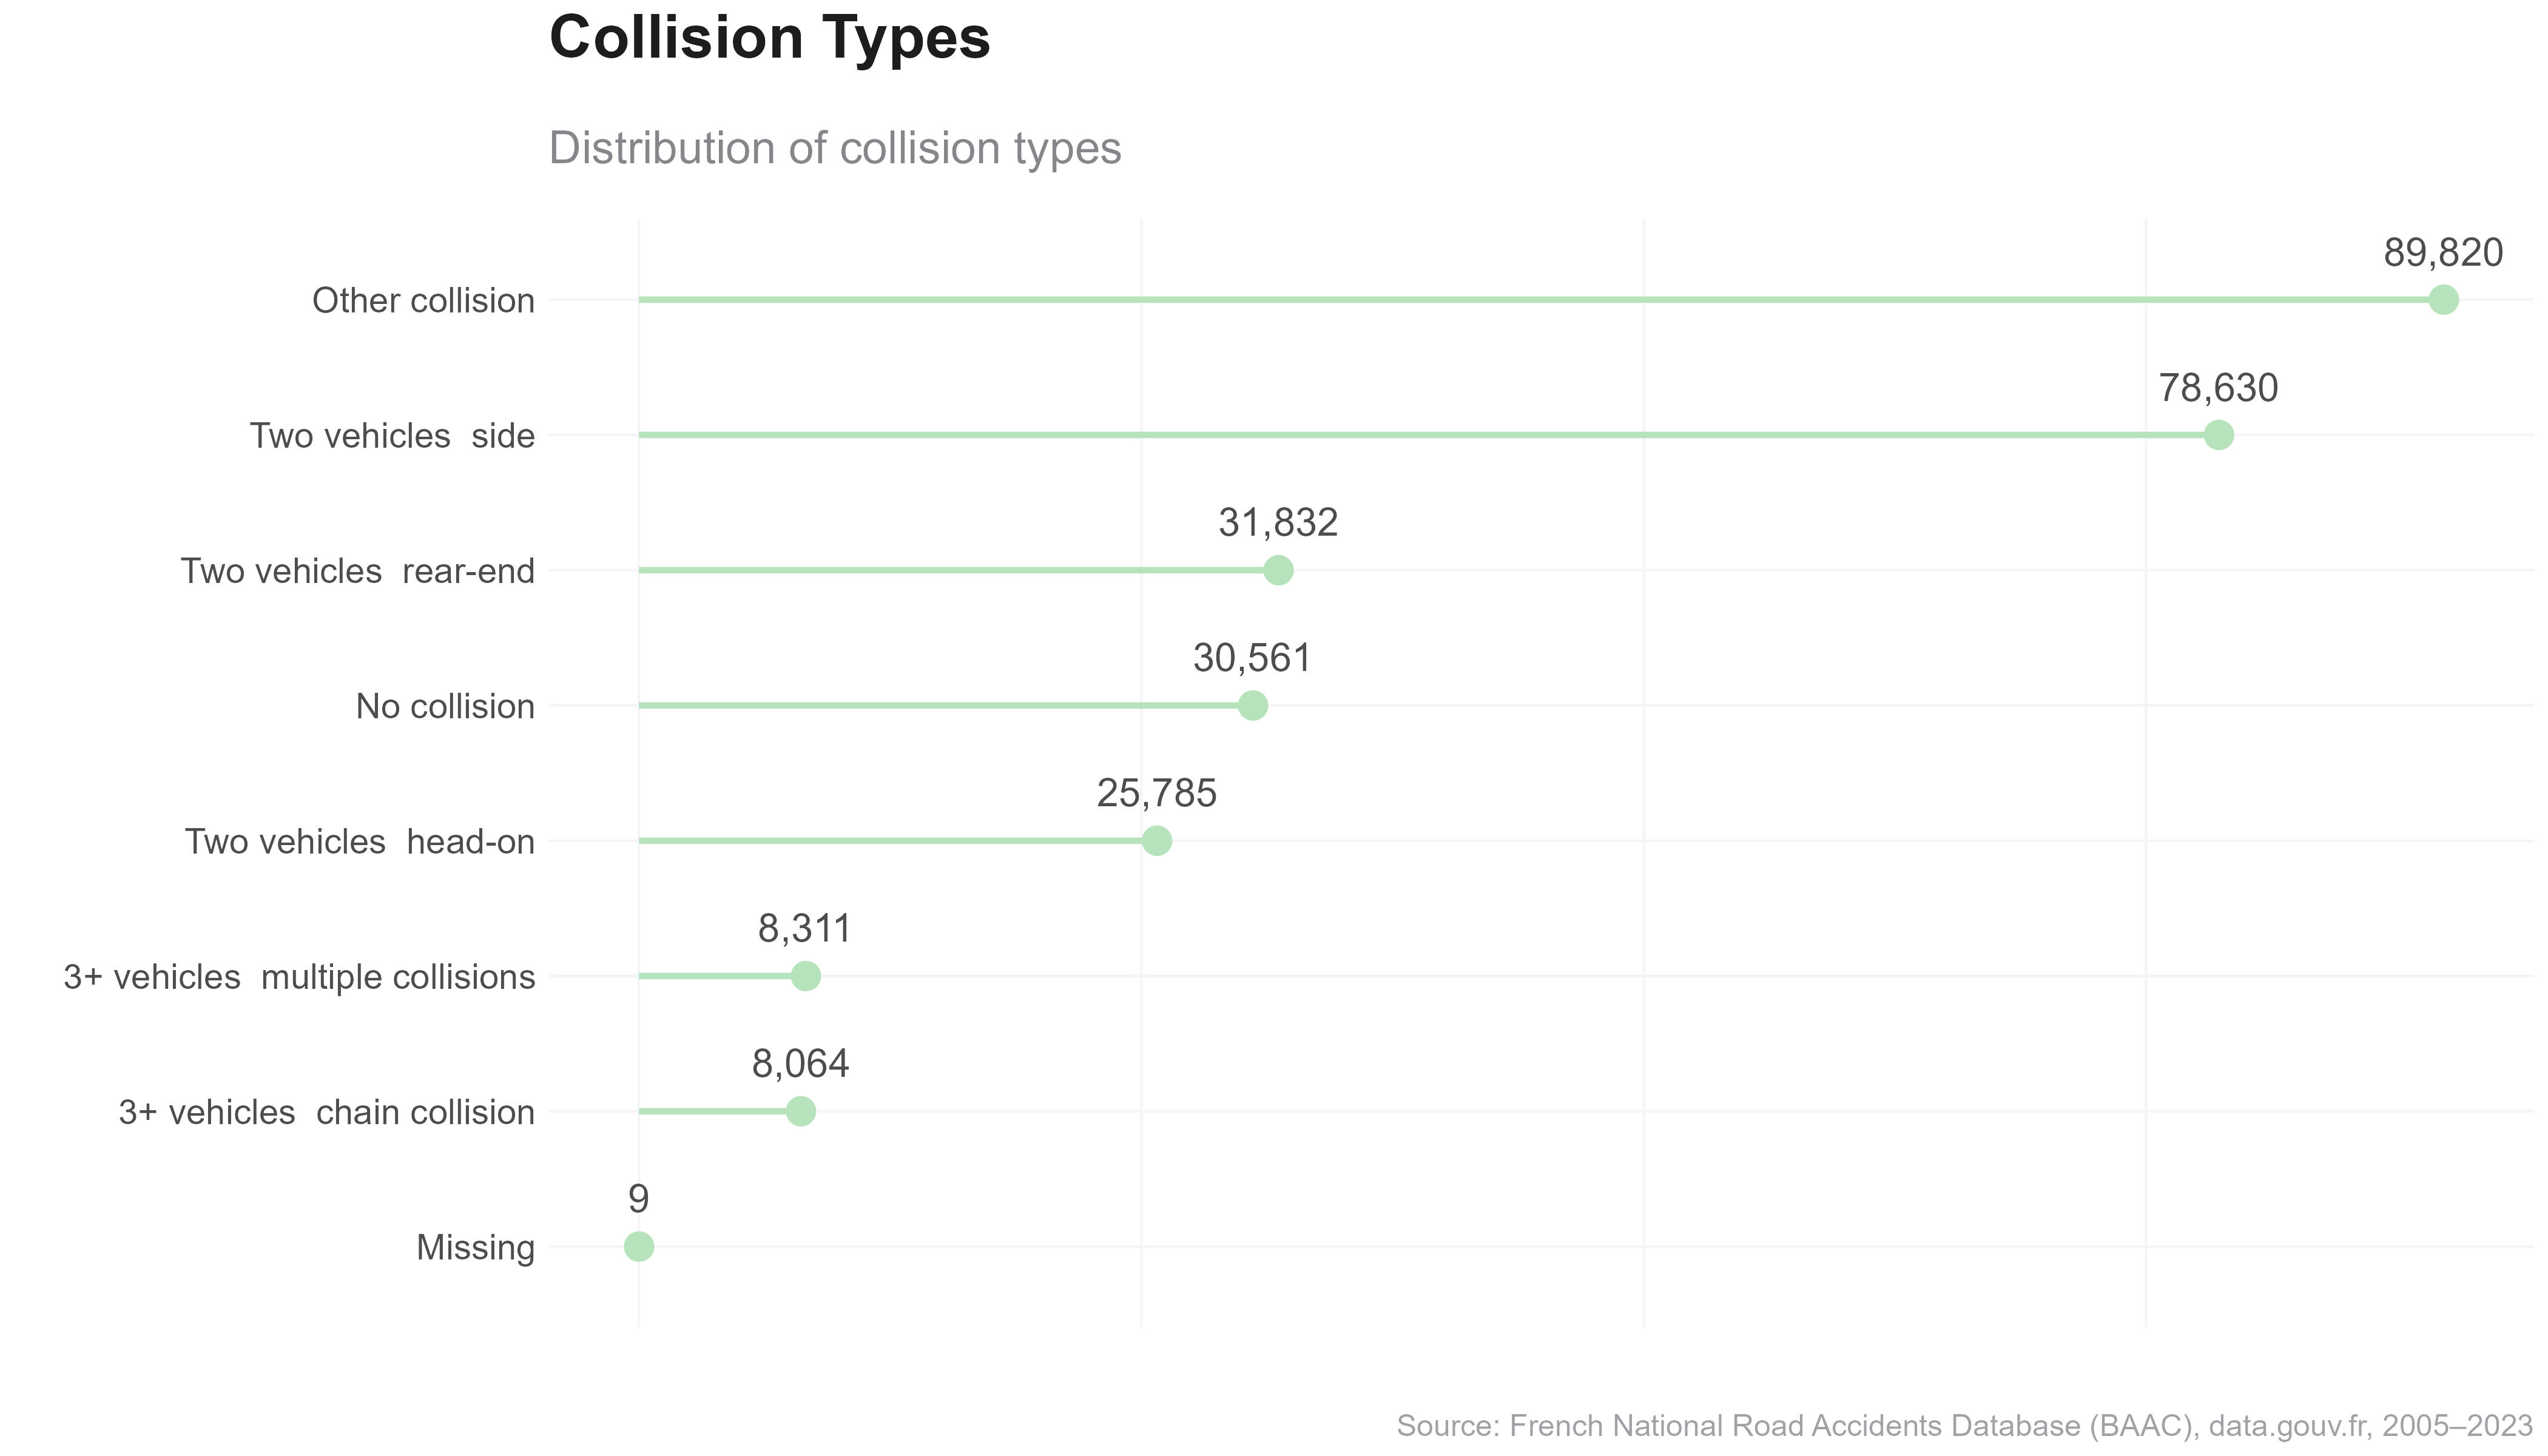 Collision Types
Distribution of collision types
89,820
Other collision
78,630
Two vehicles  side
31,832
Two vehicles  rear-end
30,561
No collision
25,785
Two vehicles  head-on
8,311
3+ vehicles  multiple collisions
8,064
3+ vehicles  chain collision
9
Missing
Source: French National Road Accidents Database (BAAC), data.gouv.fr, 2005–2023